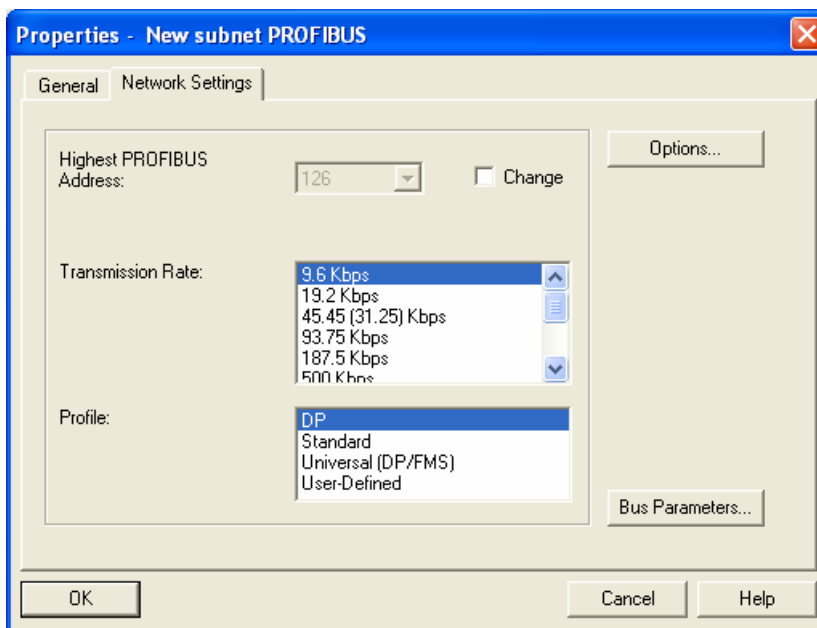 Properties - New subnet PROFIBUS
General Network Settings
Highest PROFIBUS
Address:
126
Change
Options...
Transmission Rate:
9.6 Kbps
19.2 Kbps
45.45 (31.25) Kbps
93.75 Kbps
187.5 Kbps
500 Kbps
Profile:
DP
Standard
Universal (DP/FMS)
User-Defined
Bus Parameters...
OK Cancel Help